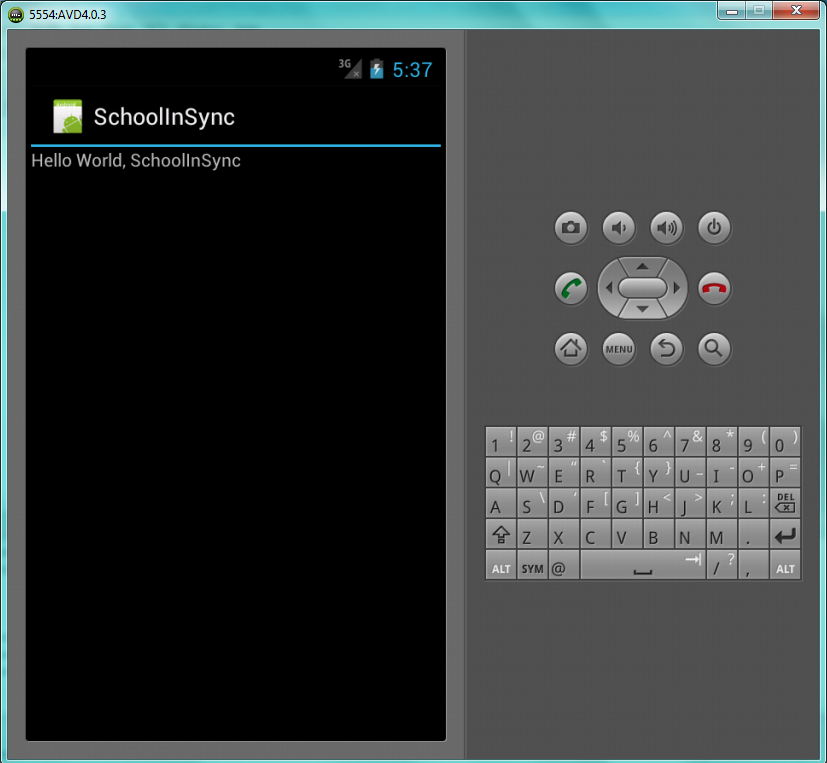 5554:AVD4.0.3
3G 5:37
SchoolInSync
Hello World, SchoolInSync
MENU
1 ! 2 @ 3 # 4 $ 5 % 6 ^ 7 & 8 * 9 ( 0 )
Q | W ~ E " R ` T { Y } U _ I - O + P =
A S \ D ' F [ G ] H < J > K ; L : DEL
Z X C V B N M .
ALT SYM @ / ? , ALT